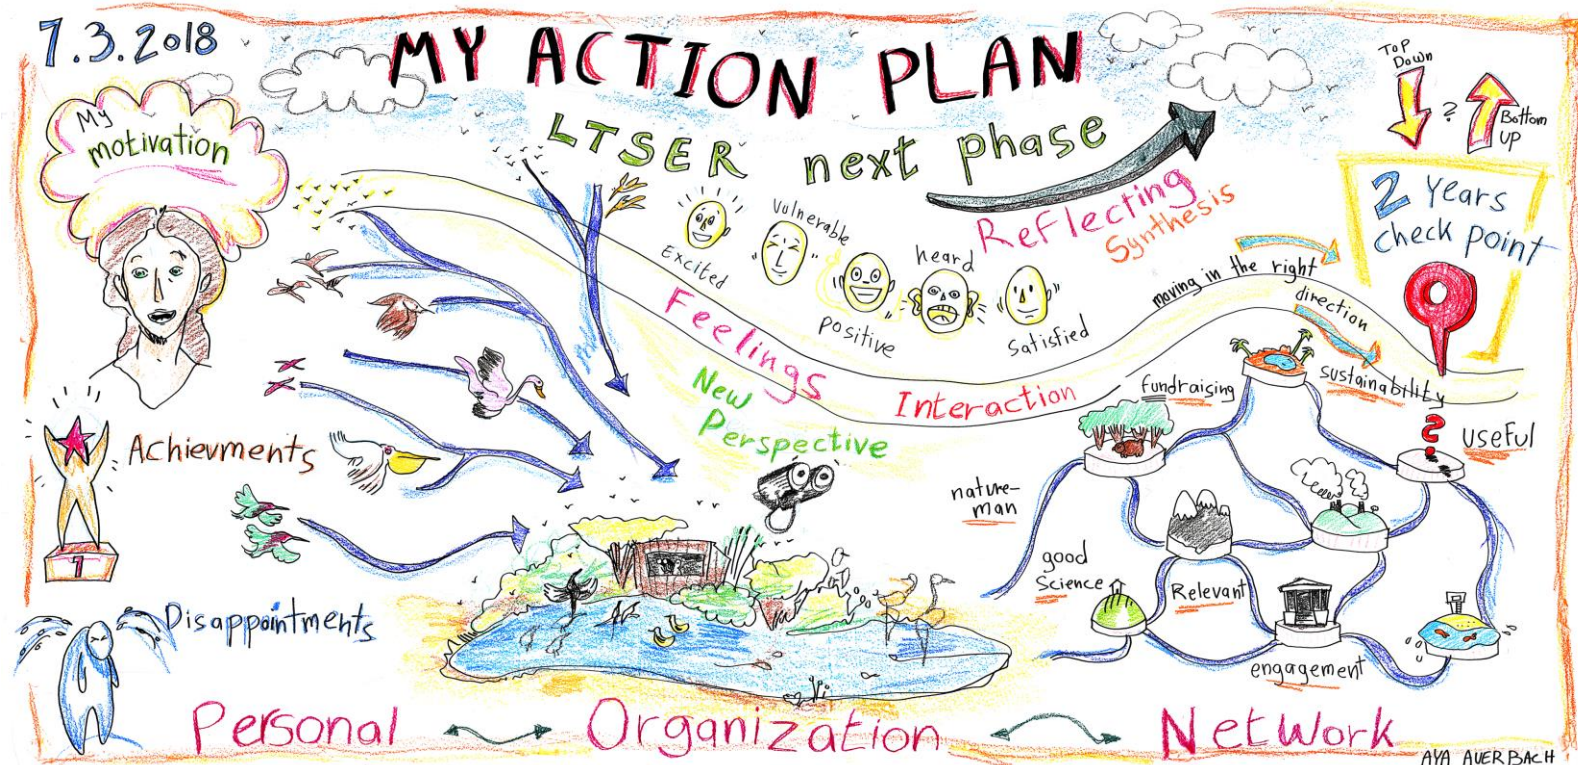 7.3.2018
MY ACTION PLAN
LTSER next phase
My
motivation
TOP
Down
?
Bottom
UP
2 Years
check point
Reflecting
Synthesis
Excited
Vulnerable
positive
heard
Satisfied
Feelings
Interaction
moving in the right
direction
New
Perspective
fundraising
sustainability
?
useful
nature-
man
good
Science
Relevant
engagement
Achievments
1
Disappointments
Personal
Organization
Network
AYA AUERBACH